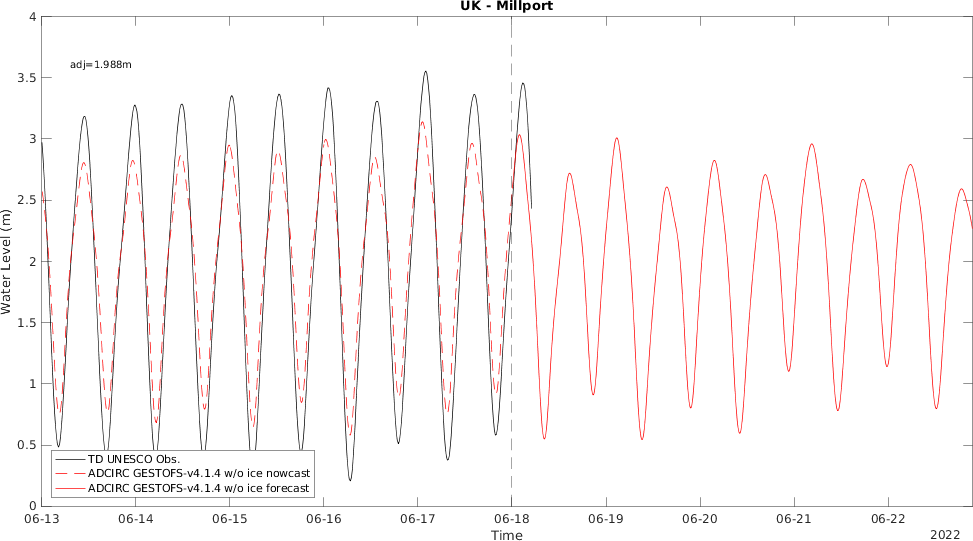 UK - Millport
adj=1.988m
Water Level (m)
4
3.5
3
2.5
2
1.5
1
0.5
0
TD UNESCO Obs.
ADCIRC GESTOFS-v4.1.4 w/o ice nowcast
ADCIRC GESTOFS-v4.1.4 w/o ice forecast
06-13 06-14 06-15 06-16 06-17 06-18 06-19 06-20 06-21 06-22
Time
2022